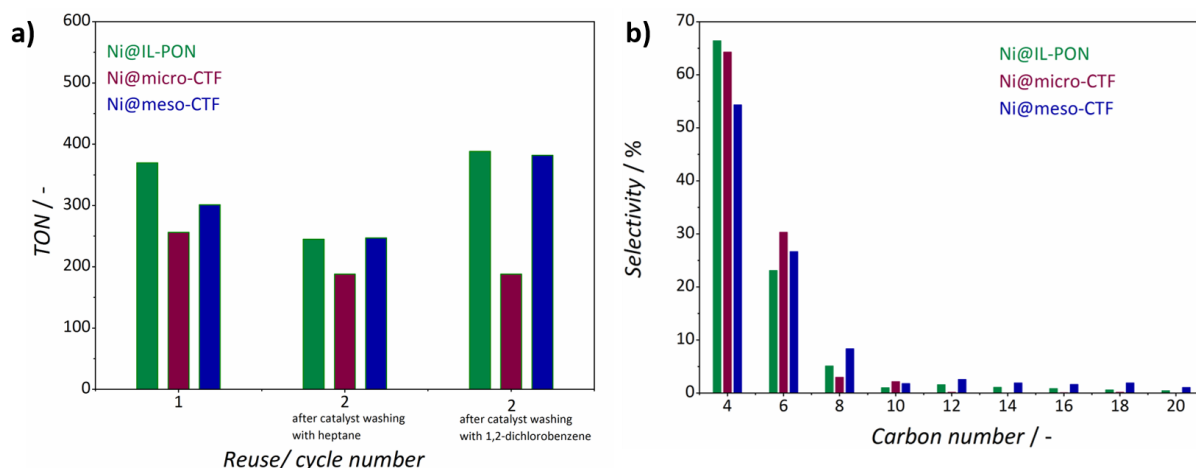 a)
600
500
400
300
200
100
0
TON / -
Ni@IL-PON
Ni@micro-CTF
Ni@meso-CTF
1
2
2
after catalyst washing
with heptane
after catalyst washing
with 1,2-dichlorobenzene
Reuse/ cycle number
b)
70
60
50
40
30
20
10
0
Selectivity / %
Ni@IL-PON
Ni@micro-CTF
Ni@meso-CTF
4 6 8 10 12 14 16 18 20
Carbon number / -